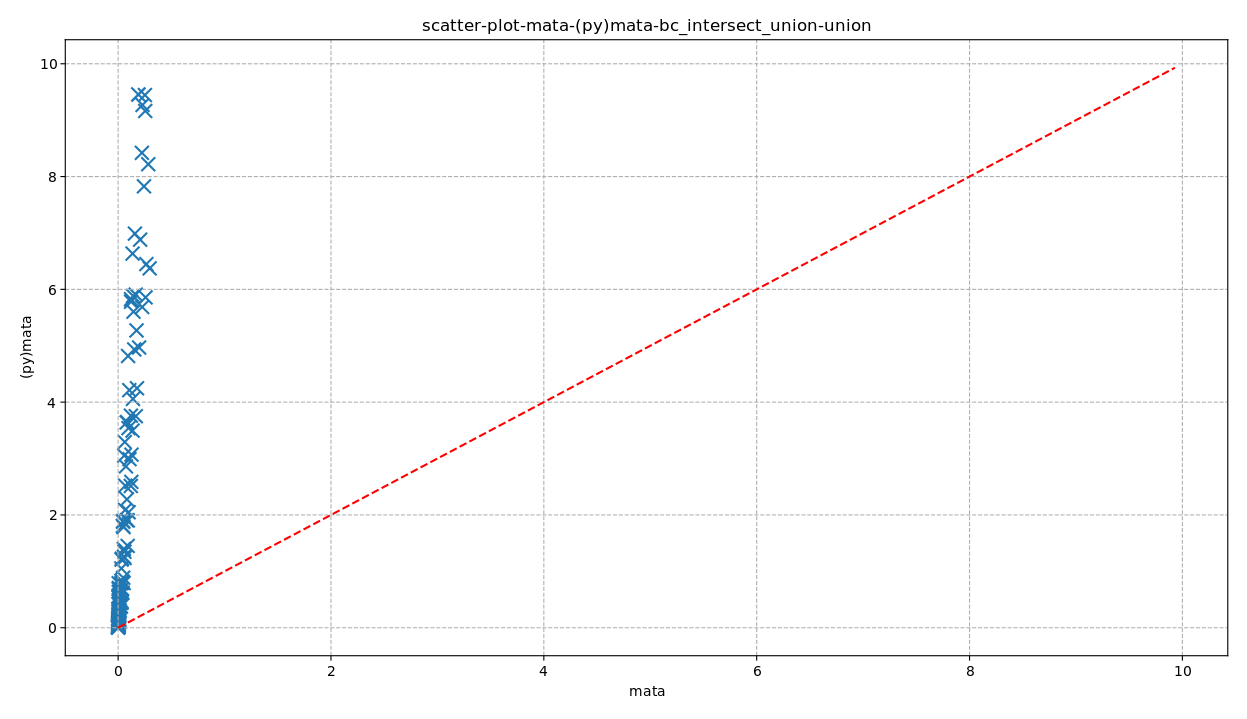 scatter-plot-mata-(py)mata-bc_intersect_union-union
10
8
6
4
2
0
(py)mata
0 2 4 6 8 10
mata